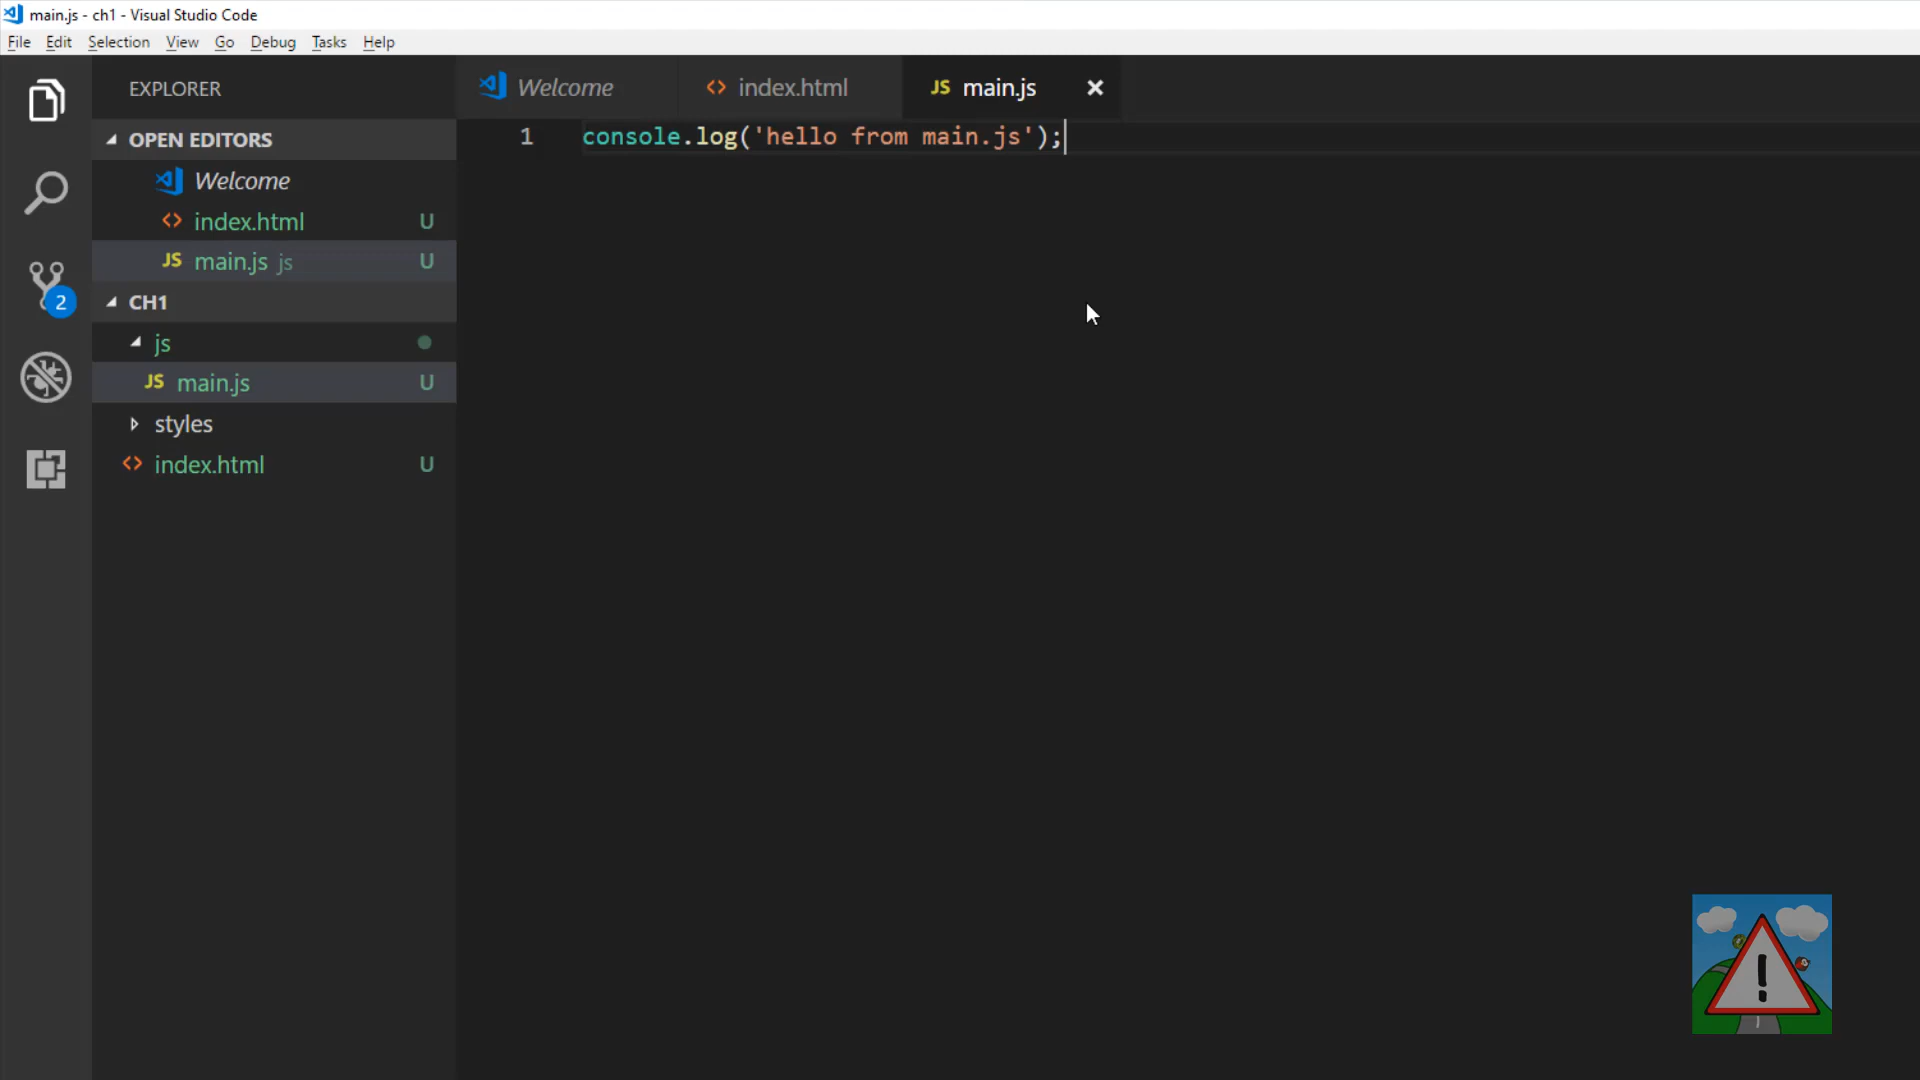 main.js - ch1 - Visual Studio Code
File Edit Selection View Go Debug Tasks Help
EXPLORER
Welcome index.html JS main.js
OPEN EDITORS
1 console.log('hello from main.js');
Welcome
index.html U
JS main.js js U
2
CH1
js
JS main.js U
styles
index.html U
!